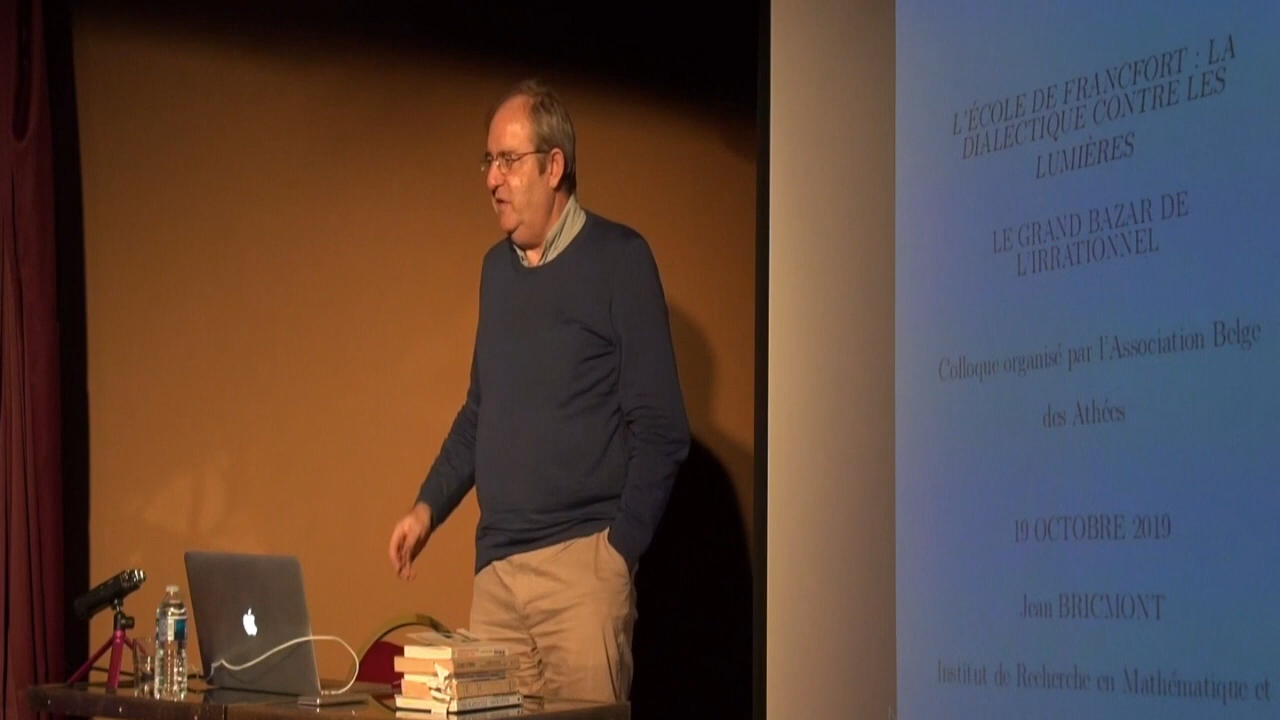 L'ÉCOLE DE FRANCFORT : LA
DIALECTIQUE CONTRE LES
LUMIÈRES
LE GRAND BAZAR DE
L'IRRATIONNEL
Colloque organisé par l'Association Belge
des Athées
19 OCTOBRE 2019
Jean BRICMONT
Institut de Recherche en Mathématique et